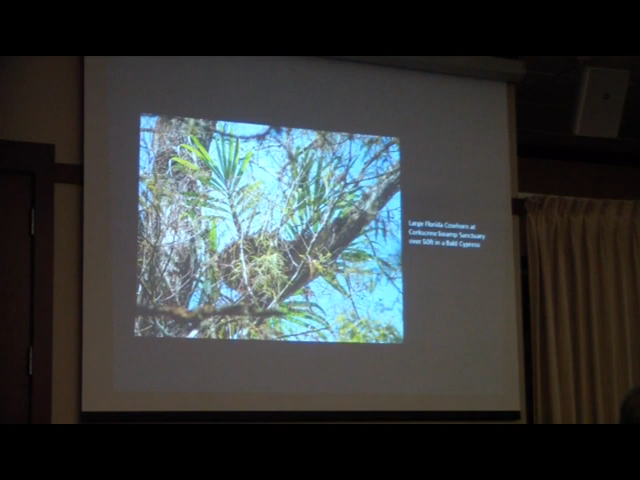 Large Florida Cowhorn at
Corkscrew Swamp Sanctuary
over 50ft in a Bald Cypress